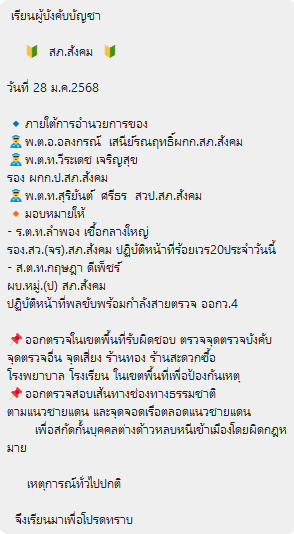 เรียนผู้บังคับบัญชา
🔰 สภ.สังคม 🔰
วันที่ 28 ม.ค.2568
🔹ภายใต้การอำนวยการของ
👮‍♂️พ.ต.อ.อลงกรณ์ เสนีย์รณฤทธิ์ผกก.สภ.สังคม
👮‍♂️พ.ต.ท.วีระเดช เจริญสุข
รอง ผกก.ป.สภ.สังคม
👮‍♂️พ.ต.ท.สุริยันต์ ศรีธร สวป.สภ.สังคม
🔸มอบหมายให้
- ร.ต.ท.ลำพอง เชื้อกลางใหญ่
รอง.สว.(จร).สภ.สังคม ปฏิบัติหน้าที่ร้อยเวร20ประจำวันนี้
- ส.ต.ท.กฤษฎา ดีเพ็ชร์
ผบ.หมู่.(ป) สภ.สังคม
ปฏิบัติหน้าที่พลขับพร้อมกำลังสายตรวจ ออกว.4
📌ออกตรวจในเขตพื้นที่รับผิดชอบ ตรวจจุดตรวจบังคับ
จุดตรวจอื่น จุดเสี่ยง ร้านทอง ร้านสะดวกซื้อ
โรงพยาบาล โรงเรียน ในเขตพื้นที่เพื่อป้องกันเหตุ
📌ออกตรวจสอบเส้นทางช่องทางธรรมชาติ
ตามแนวชายแดน และจุดจอดเรือตลอดแนวชายแดน
เพื่อสกัดกั้นบุคคลต่างด้าวหลบหนีเข้าเมืองโดยผิดกฎห
มาย
เหตุการณ์ทั่วไปปกติ
จึงเรียนมาเพื่อโปรดทราบ